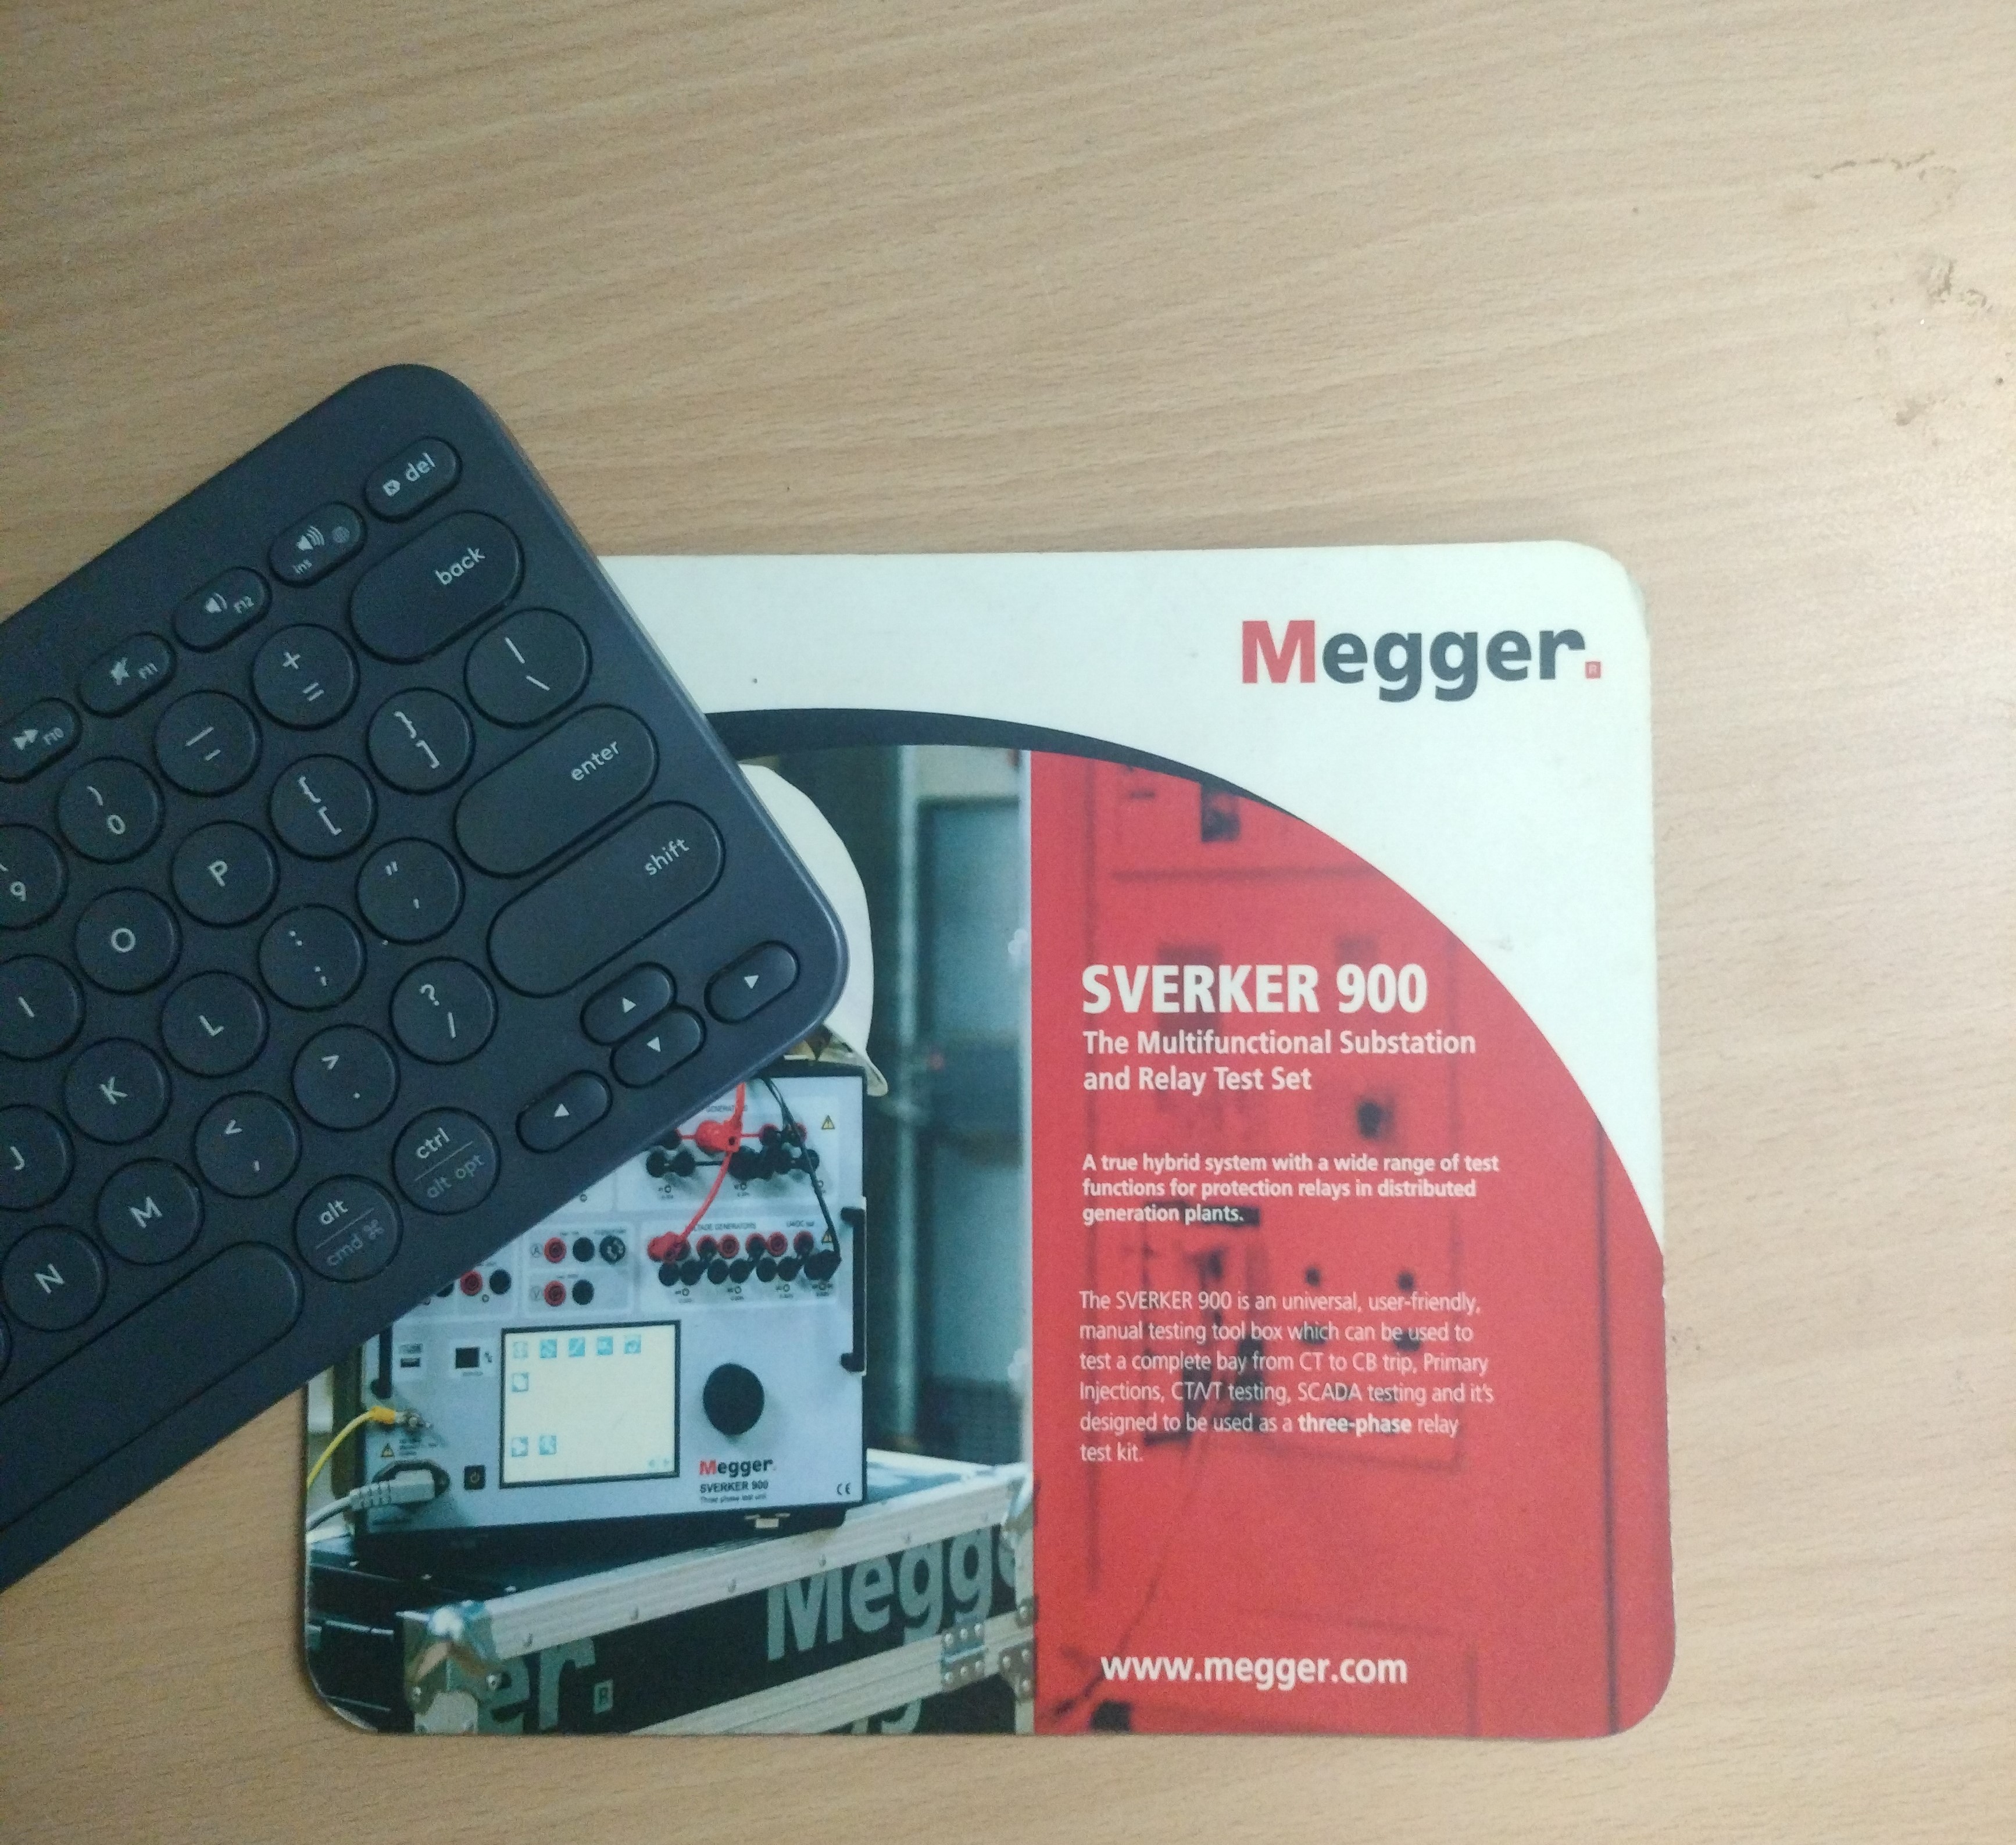 del
ins
back
F12
F11
F10
+
=
|
\
enter
shift
—
_
}
]
{
[
)
0
9
P
O
I
"
,
:
;
L
K
J
?
/
>
.
<
,
M
N
ctrl
alt opt
alt
cmd ⌘
Megger.
SVERKER 900
The Multifunctional Substation
and Relay Test Set
A true hybrid system with a wide range of test
functions for protection relays in distributed
generation plants.
The SVERKER 900 is an universal, user-friendly,
manual testing tool box which can be used to
test a complete bay from CT to CB trip, Primary
Injections, CT/VT testing, SCADA testing and it's
designed to be used as a three-phase relay
test kit.
www.megger.com
Megger.
SVERKER 900
Three phase test unit
CE
Megge
er.